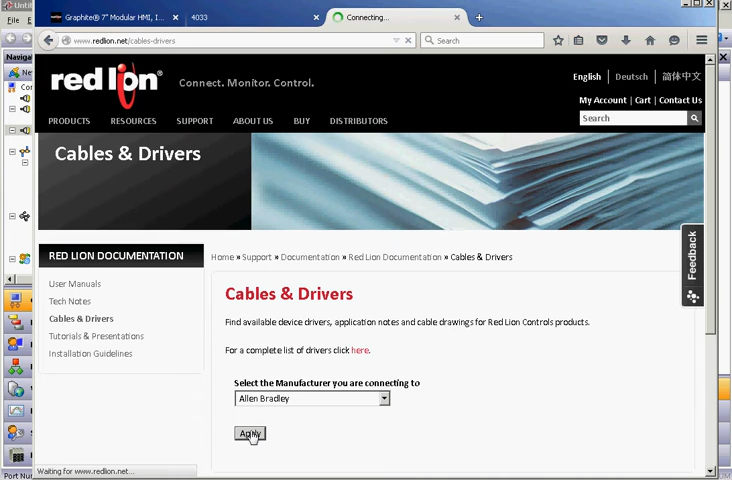 Untit
File
Graphite® 7" Modular HMI, I...
4033
Connecting...
www.redlion.net/cables-drivers
Search
Navigat
Ne
Con
red lion®
Connect. Monitor. Control.
English
Deutsch
简体中文
My Account
Cart
Contact Us
Search
PRODUCTS
RESOURCES
SUPPORT
ABOUT US
BUY
DISTRIBUTORS
Cables & Drivers
Feedback
RED LION DOCUMENTATION
User Manuals
Tech Notes
Cables & Drivers
Tutorials & Presentations
Installation Guidelines
Home » Support » Documentation » Red Lion Documentation » Cables & Drivers
Cables & Drivers
Find available device drivers, application notes and cable drawings for Red Lion Controls products.
For a complete list of drivers click here.
Select the Manufacturer you are connecting to
Allen Bradley
Apply
Waiting for www.redlion.net...
Port Nur